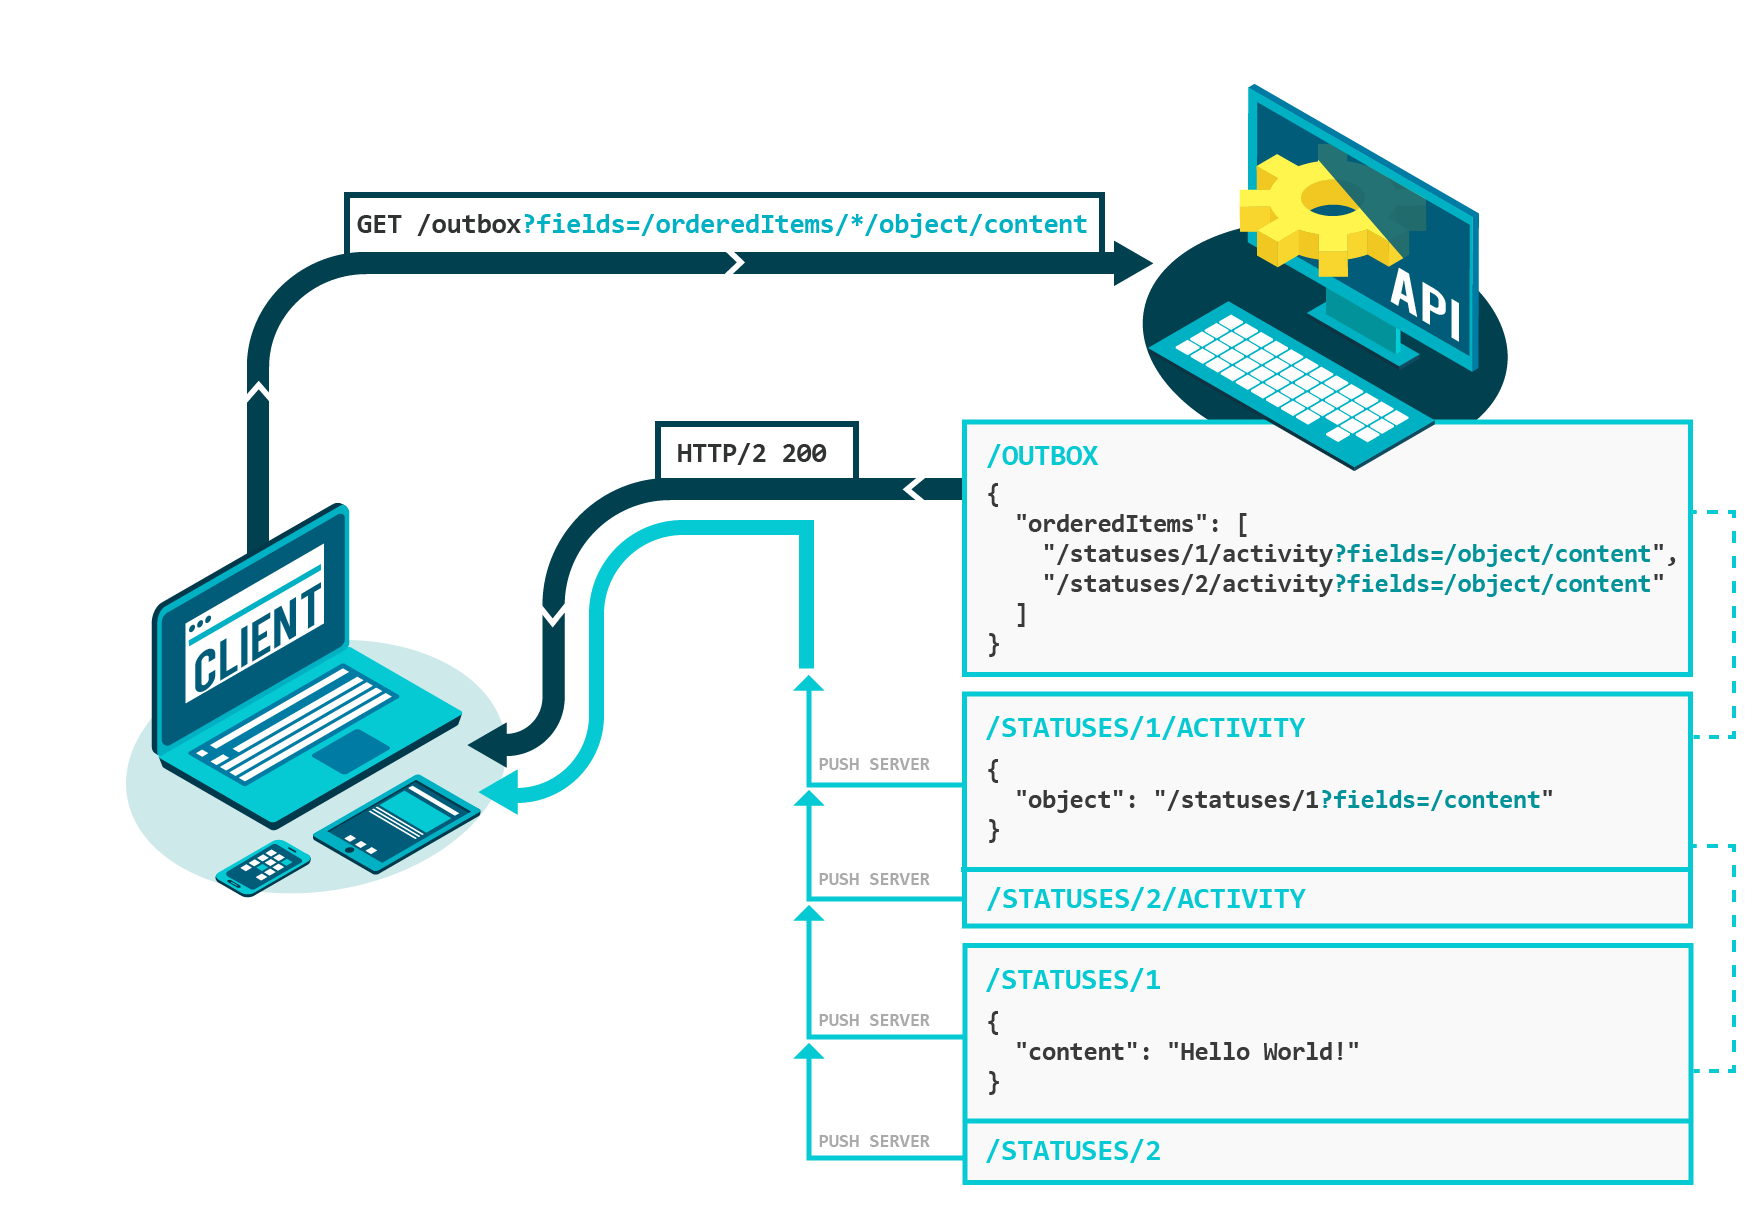 GET /outbox?fields=/orderedItems/*/object/content
API
HTTP/2 200
CLIENT
/OUTBOX
{
  "orderedItems": [
    "/statuses/1/activity?fields=/object/content",
    "/statuses/2/activity?fields=/object/content"
  ]
}
/STATUSES/1/ACTIVITY
{
  "object": "/statuses/1?fields=/content"
}
PUSH SERVER
/STATUSES/2/ACTIVITY
PUSH SERVER
/STATUSES/1
{
  "content": "Hello World!"
}
PUSH SERVER
/STATUSES/2
PUSH SERVER